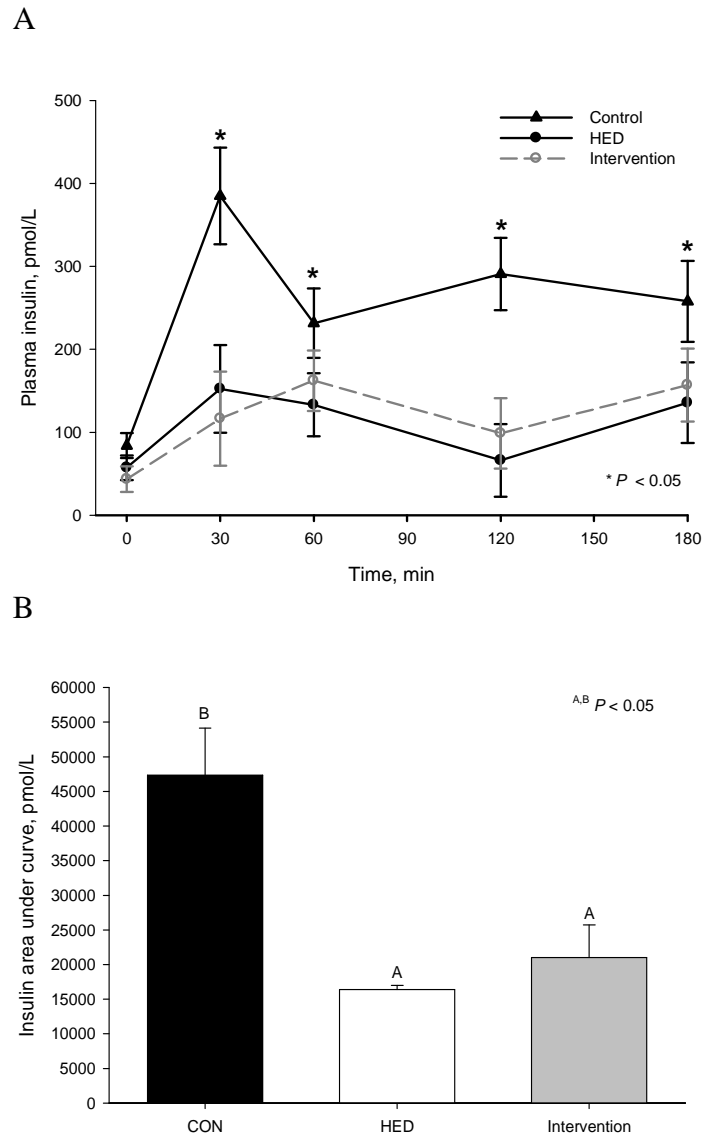 A
500
400
300
200
100
0
Plasma insulin, pmol/L
Control
HED
Intervention
*
*
*
*
* P < 0.05
0 30 60 90 120 150 180
Time, min
B
60000
55000
50000
45000
40000
35000
30000
25000
20000
15000
10000
5000
0
Insulin area under curve, pmol/L
A,B P < 0.05
B
A
A
CON HED Intervention